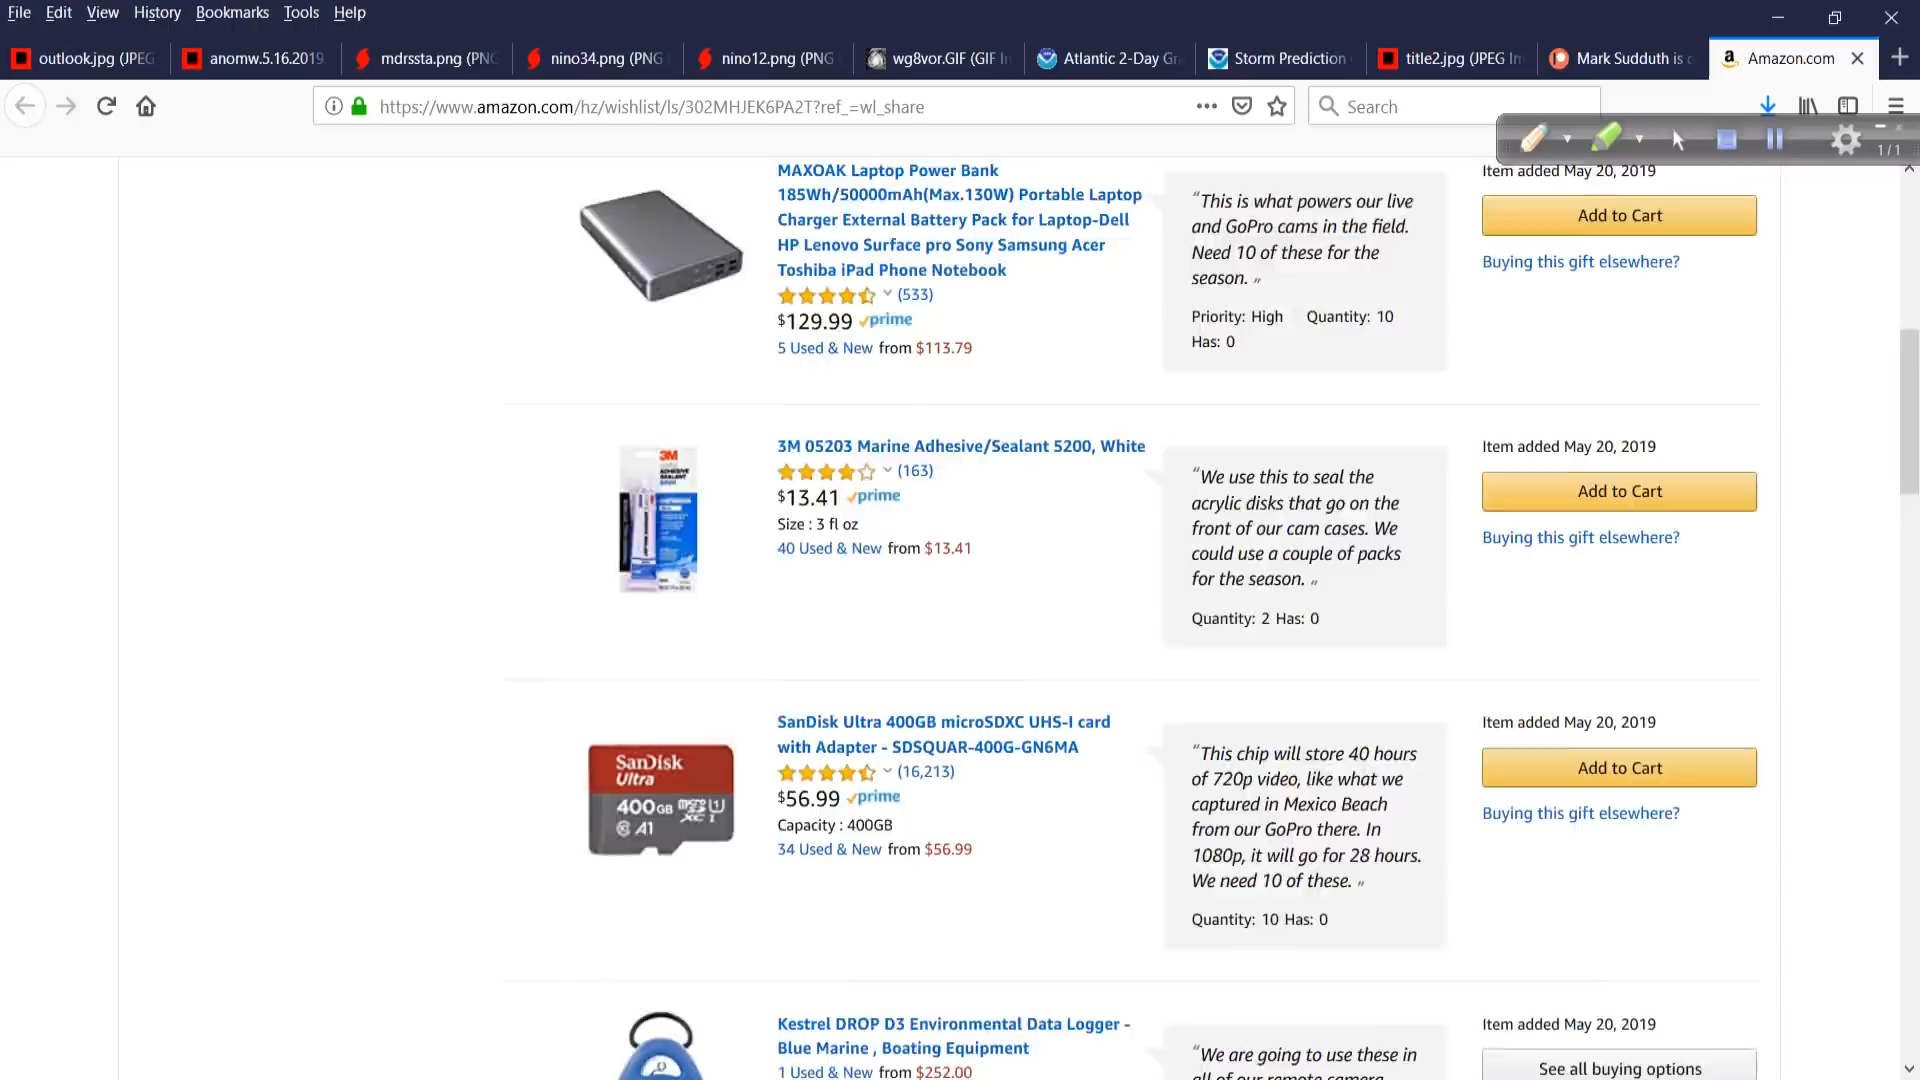 File Edit View History Bookmarks Tools Help
outlook.jpg (JPEG
anomw.5.16.2019.
mdrssta.png (PNG
nino34.png (PNG
nino12.png (PNG
wg8vor.GIF (GIF In
Atlantic 2-Day Gr
Storm Prediction
title2.jpg (JPEG Im
Mark Sudduth is c
Amazon.com
https://www.amazon.com/hz/wishlist/ls/302MHJEK6PA2T?ref_=wl_share
Search
1/1
MAXOAK Laptop Power Bank
185Wh/50000mAh(Max.130W) Portable Laptop
Charger External Battery Pack for Laptop-Dell
HP Lenovo Surface pro Sony Samsung Acer
Toshiba iPad Phone Notebook
(533)
$129.99 prime
5 Used & New from $113.79
“This is what powers our live
and GoPro cams in the field.
Need 10 of these for the
season. ”
Priority: High Quantity: 10
Has: 0
Item added May 20, 2019
Add to Cart
Buying this gift elsewhere?
3M
3M 05203 Marine Adhesive/Sealant 5200, White
(163)
$13.41 prime
Size : 3 fl oz
40 Used & New from $13.41
“We use this to seal the
acrylic disks that go on the
front of our cam cases. We
could use a couple of packs
for the season. ”
Quantity: 2 Has: 0
Item added May 20, 2019
Add to Cart
Buying this gift elsewhere?
SanDisk
Ultra
400GB micro SD XC I U1
A1
SanDisk Ultra 400GB microSDXC UHS-I card
with Adapter - SDSQUAR-400G-GN6MA
(16,213)
$56.99 prime
Capacity : 400GB
34 Used & New from $56.99
“This chip will store 40 hours
of 720p video, like what we
captured in Mexico Beach
from our GoPro there. In
1080p, it will go for 28 hours.
We need 10 of these. ”
Quantity: 10 Has: 0
Item added May 20, 2019
Add to Cart
Buying this gift elsewhere?
Kestrel DROP D3 Environmental Data Logger -
Blue Marine , Boating Equipment
1 Used & New from $252.00
“We are going to use these in
all of our remote camera
Item added May 20, 2019
See all buying options